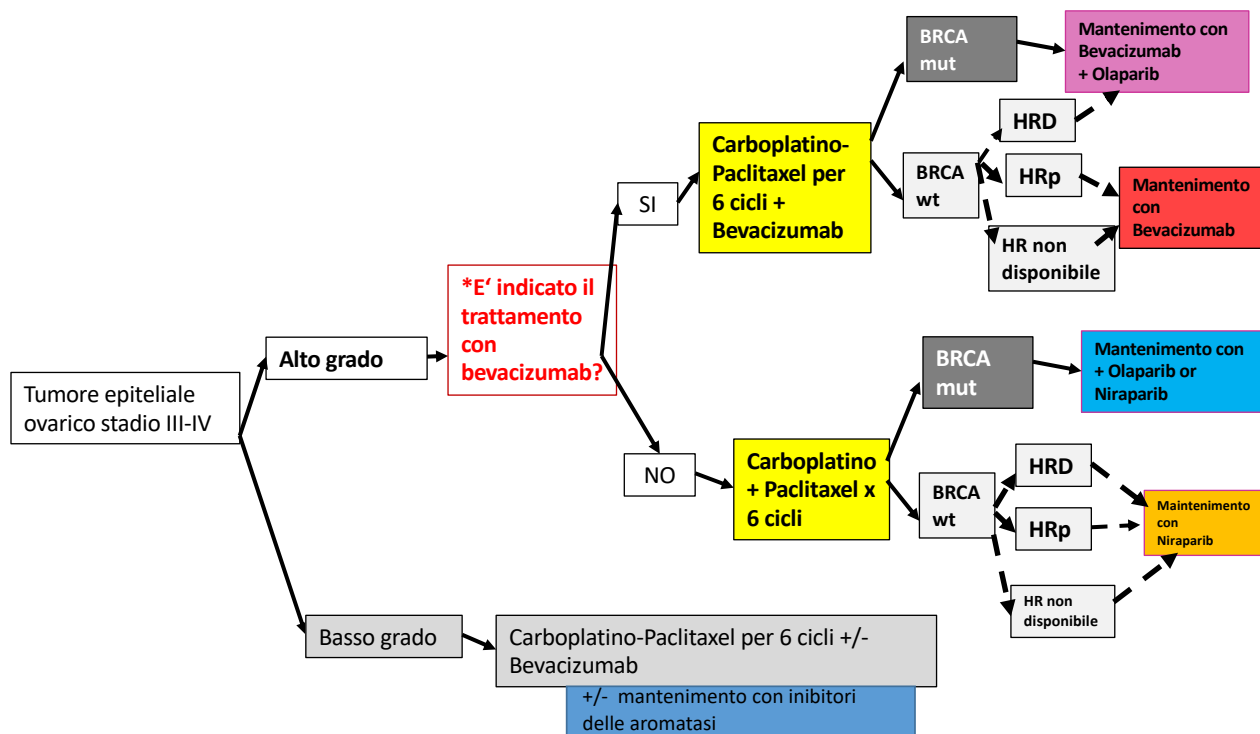 Tumore epiteliale
ovarico stadio III-IV
Alto grado
*E‘ indicato il
trattamento
con
bevacizumab?
SI
Carboplatino-
Paclitaxel per
6 cicli +
Bevacizumab
BRCA
mut
Mantenimento con
Bevacizumab
+ Olaparib
BRCA
wt
HRD
HRp
HR non
disponibile
Mantenimento
con
Bevacizumab
NO
Carboplatino
+ Paclitaxel x
6 cicli
BRCA
mut
Mantenimento con
+ Olaparib or
Niraparib
BRCA
wt
HRD
HRp
HR non
disponibile
Maintenimento
con
Niraparib
Basso grado
Carboplatino-Paclitaxel per 6 cicli +/-
Bevacizumab
+/- mantenimento con inibitori
delle aromatasi